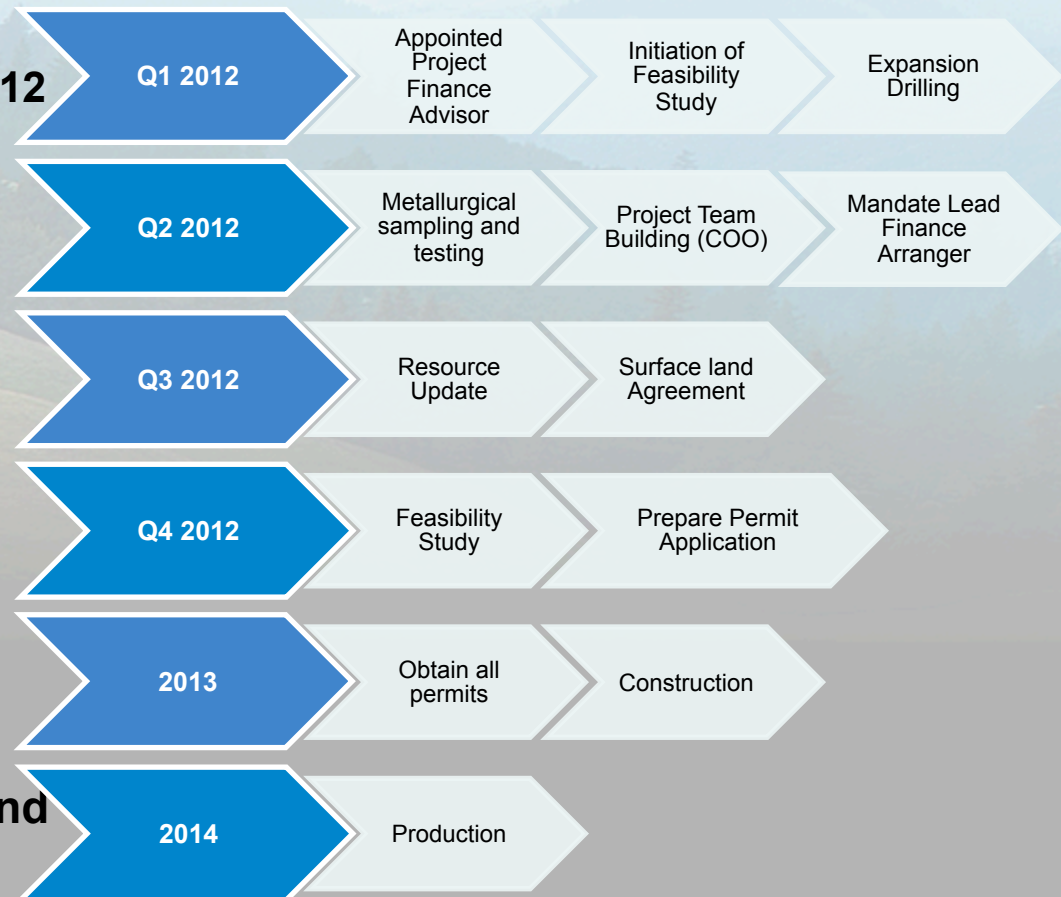 12
Q1 2012
Appointed
Project
Finance
Advisor
Initiation of
Feasibility
Study
Expansion
Drilling
Q2 2012
Metallurgical
sampling and
testing
Project Team
Building (COO)
Mandate Lead
Finance
Arranger
Q3 2012
Resource
Update
Surface land
Agreement
Q4 2012
Feasibility
Study
Prepare Permit
Application
2013
Obtain all
permits
Construction
nd
2014
Production